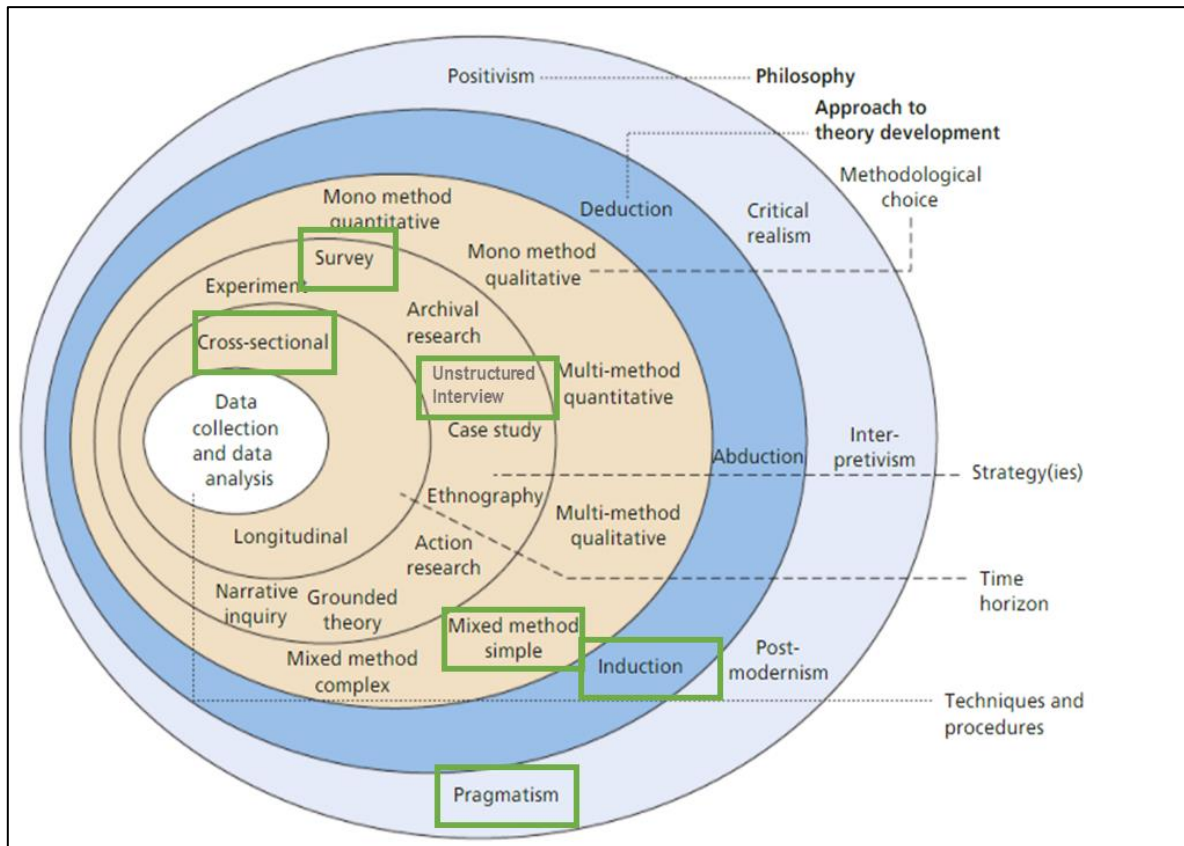 Positivism
Philosophy
Approach to
theory development
Methodological
choice
Deduction
Critical
realism
Mono method
quantitative
Mono method
qualitative
Survey
Experiment
Archival
research
Cross-sectional
Unstructured
Interview
Multi-method
quantitative
Data
collection
and data
analysis
Case study
Abduction
Inter-
pretivism
Strategy(ies)
Ethnography
Multi-method
qualitative
Longitudinal
Action
research
Time
horizon
Narrative
inquiry
Grounded
theory
Mixed method
simple
Mixed method
complex
Induction
Post-
modernism
Techniques and
procedures
Pragmatism